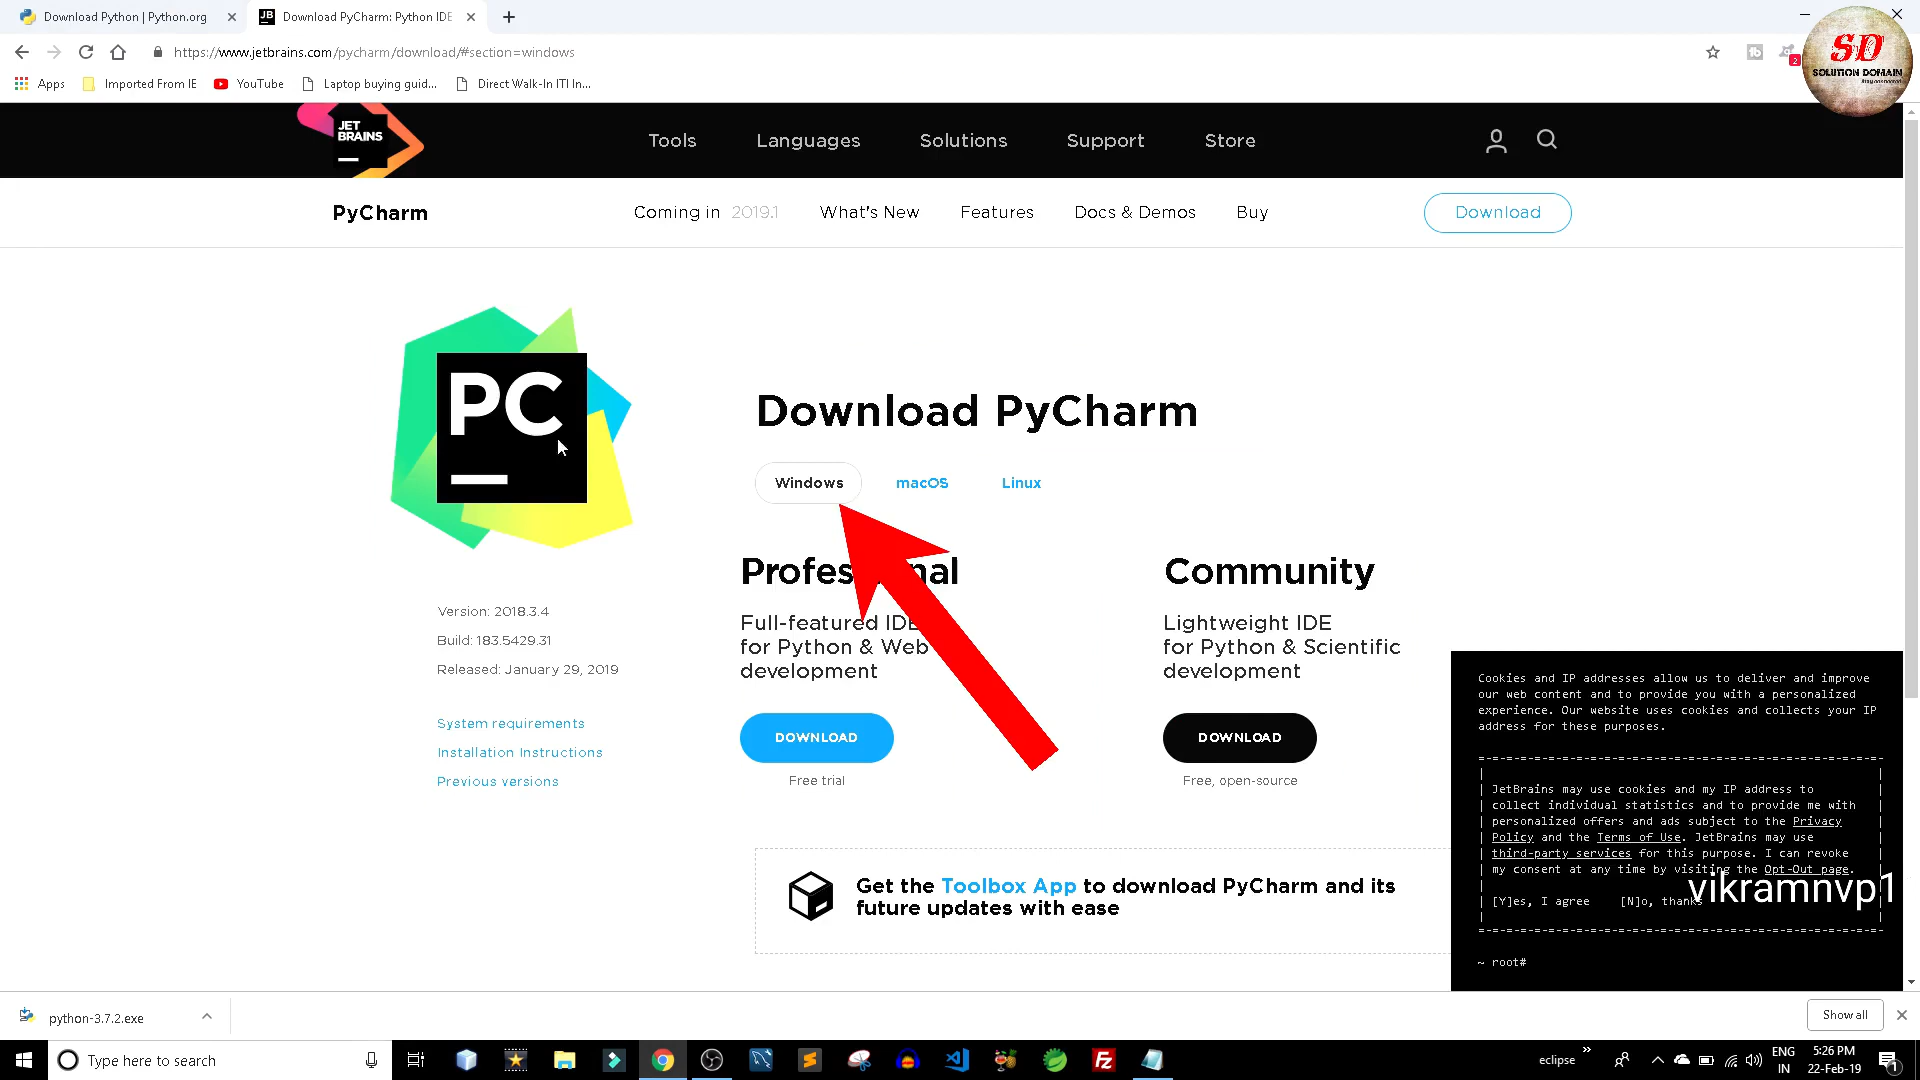 Download Python | Python.org
Download PyCharm: Python IDE
https://www.jetbrains.com/pycharm/download/#section=windows
2
SD
SOLUTION DOMAIN
Apps
Imported From IE
YouTube
Laptop buying guid...
Direct Walk-In ITI In...
JET
BRAINS
Tools
Languages
Solutions
Support
Store
PyCharm
Coming in 2019.1
What's New
Features
Docs & Demos
Buy
Download
PC
Download PyCharm
Windows
macOS
Linux
Version: 2018.3.4
Build: 183.5429.31
Released: January 29, 2019
System requirements
Installation Instructions
Previous versions
Full-featured IDE
for Python & Web
development
DOWNLOAD
Free trial
Community
Lightweight IDE
for Python & Scientific
development
DOWNLOAD
Free, open-source
Get the Toolbox App to download PyCharm and its
future updates with ease
Cookies and IP addresses allow us to deliver and improve
our web content and to provide you with a personalized
experience. Our website uses cookies and collects your IP
address for these purposes.
JetBrains may use cookies and my IP address to
collect individual statistics and to provide me with
personalized offers and ads subject to the Privacy
Policy and the Terms of Use. JetBrains may use
third-party services for this purpose. I can revoke
my consent at any time by visiting the Opt-Out page.
[Y]es, I agree [N]o, thanks
vikramnvp1
~ root#
python-3.7.2.exe
Show all
Type here to search
eclipse
ENG
IN
5:26 PM
22-Feb-19
1